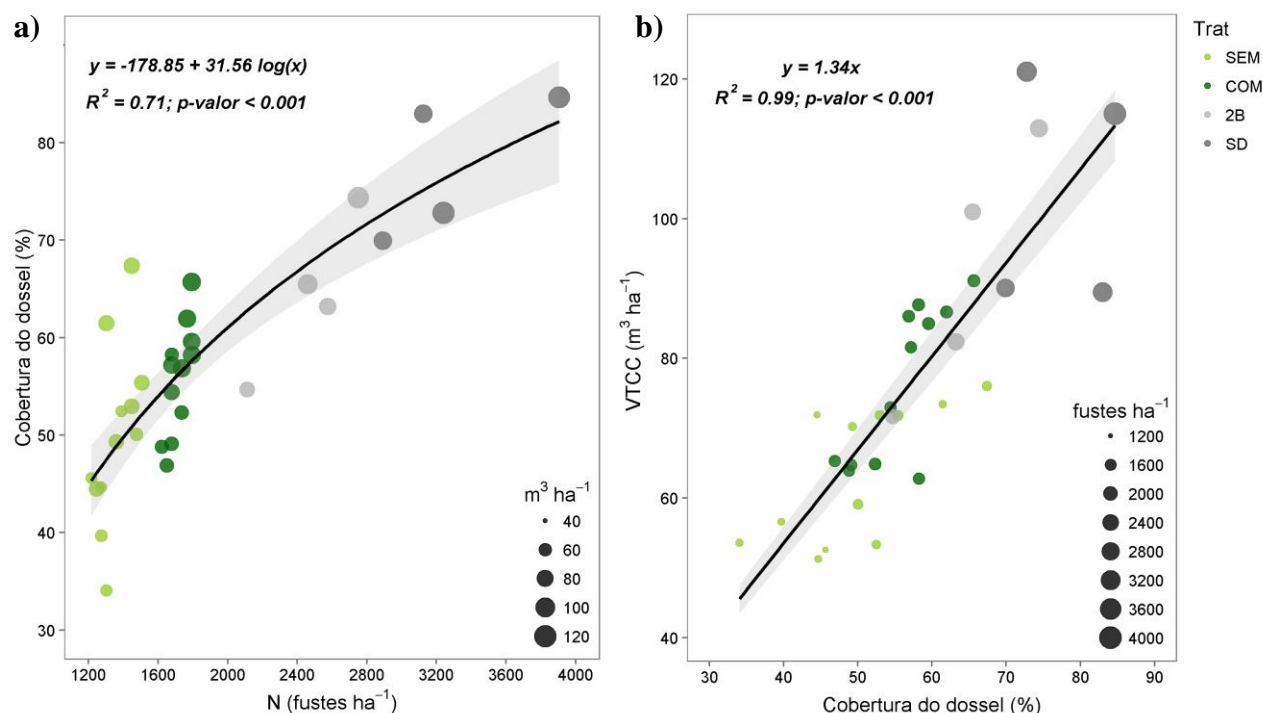 a)
y = -178.85 + 31.56 log(x)
R² = 0.71; p-valor < 0.001
Cobertura do dossel (%)
80
70
60
50
40
30
1200 1600 2000 2400 2800 3200 3600 4000
N (fustes ha⁻¹)
m³ ha⁻¹
40
60
80
100
120
b)
y = 1.34x
R² = 0.99; p-valor < 0.001
VTCC (m³ ha⁻¹)
120
100
80
60
40
30 40 50 60 70 80 90
Cobertura do dossel (%)
fustes ha⁻¹
1200
1600
2000
2400
2800
3200
3600
4000
Trat
SEM
COM
2B
SD